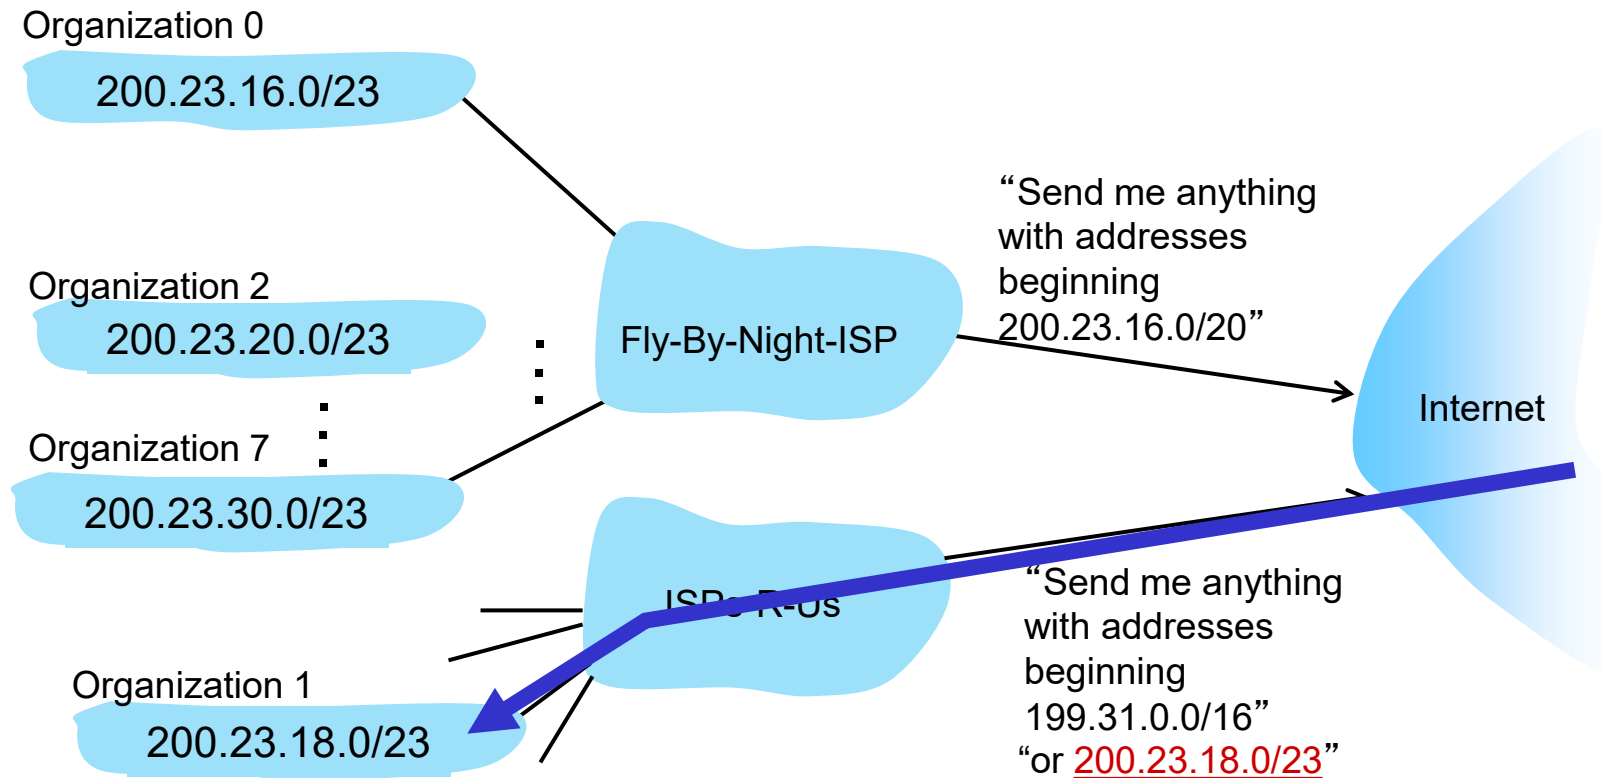 Organization 0
200.23.16.0/23
Organization 2
200.23.20.0/23
Organization 7
200.23.30.0/23
Fly-By-Night-ISP
“Send me anything
with addresses
beginning
200.23.16.0/20”
Internet
ISPs-R-Us
Organization 1
200.23.18.0/23
“Send me anything
with addresses
beginning
199.31.0.0/16”
“or 200.23.18.0/23”